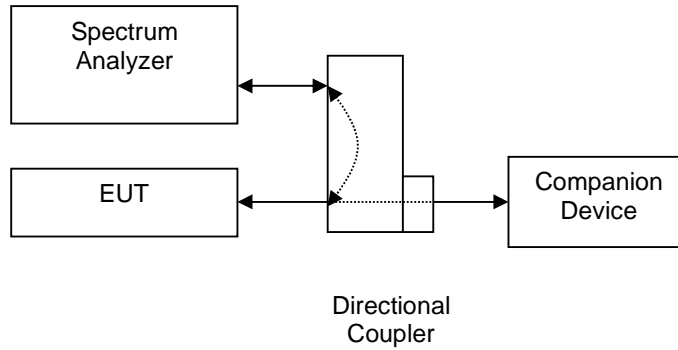 Spectrum
Analyzer
EUT
Companion
Device
Directional
Coupler